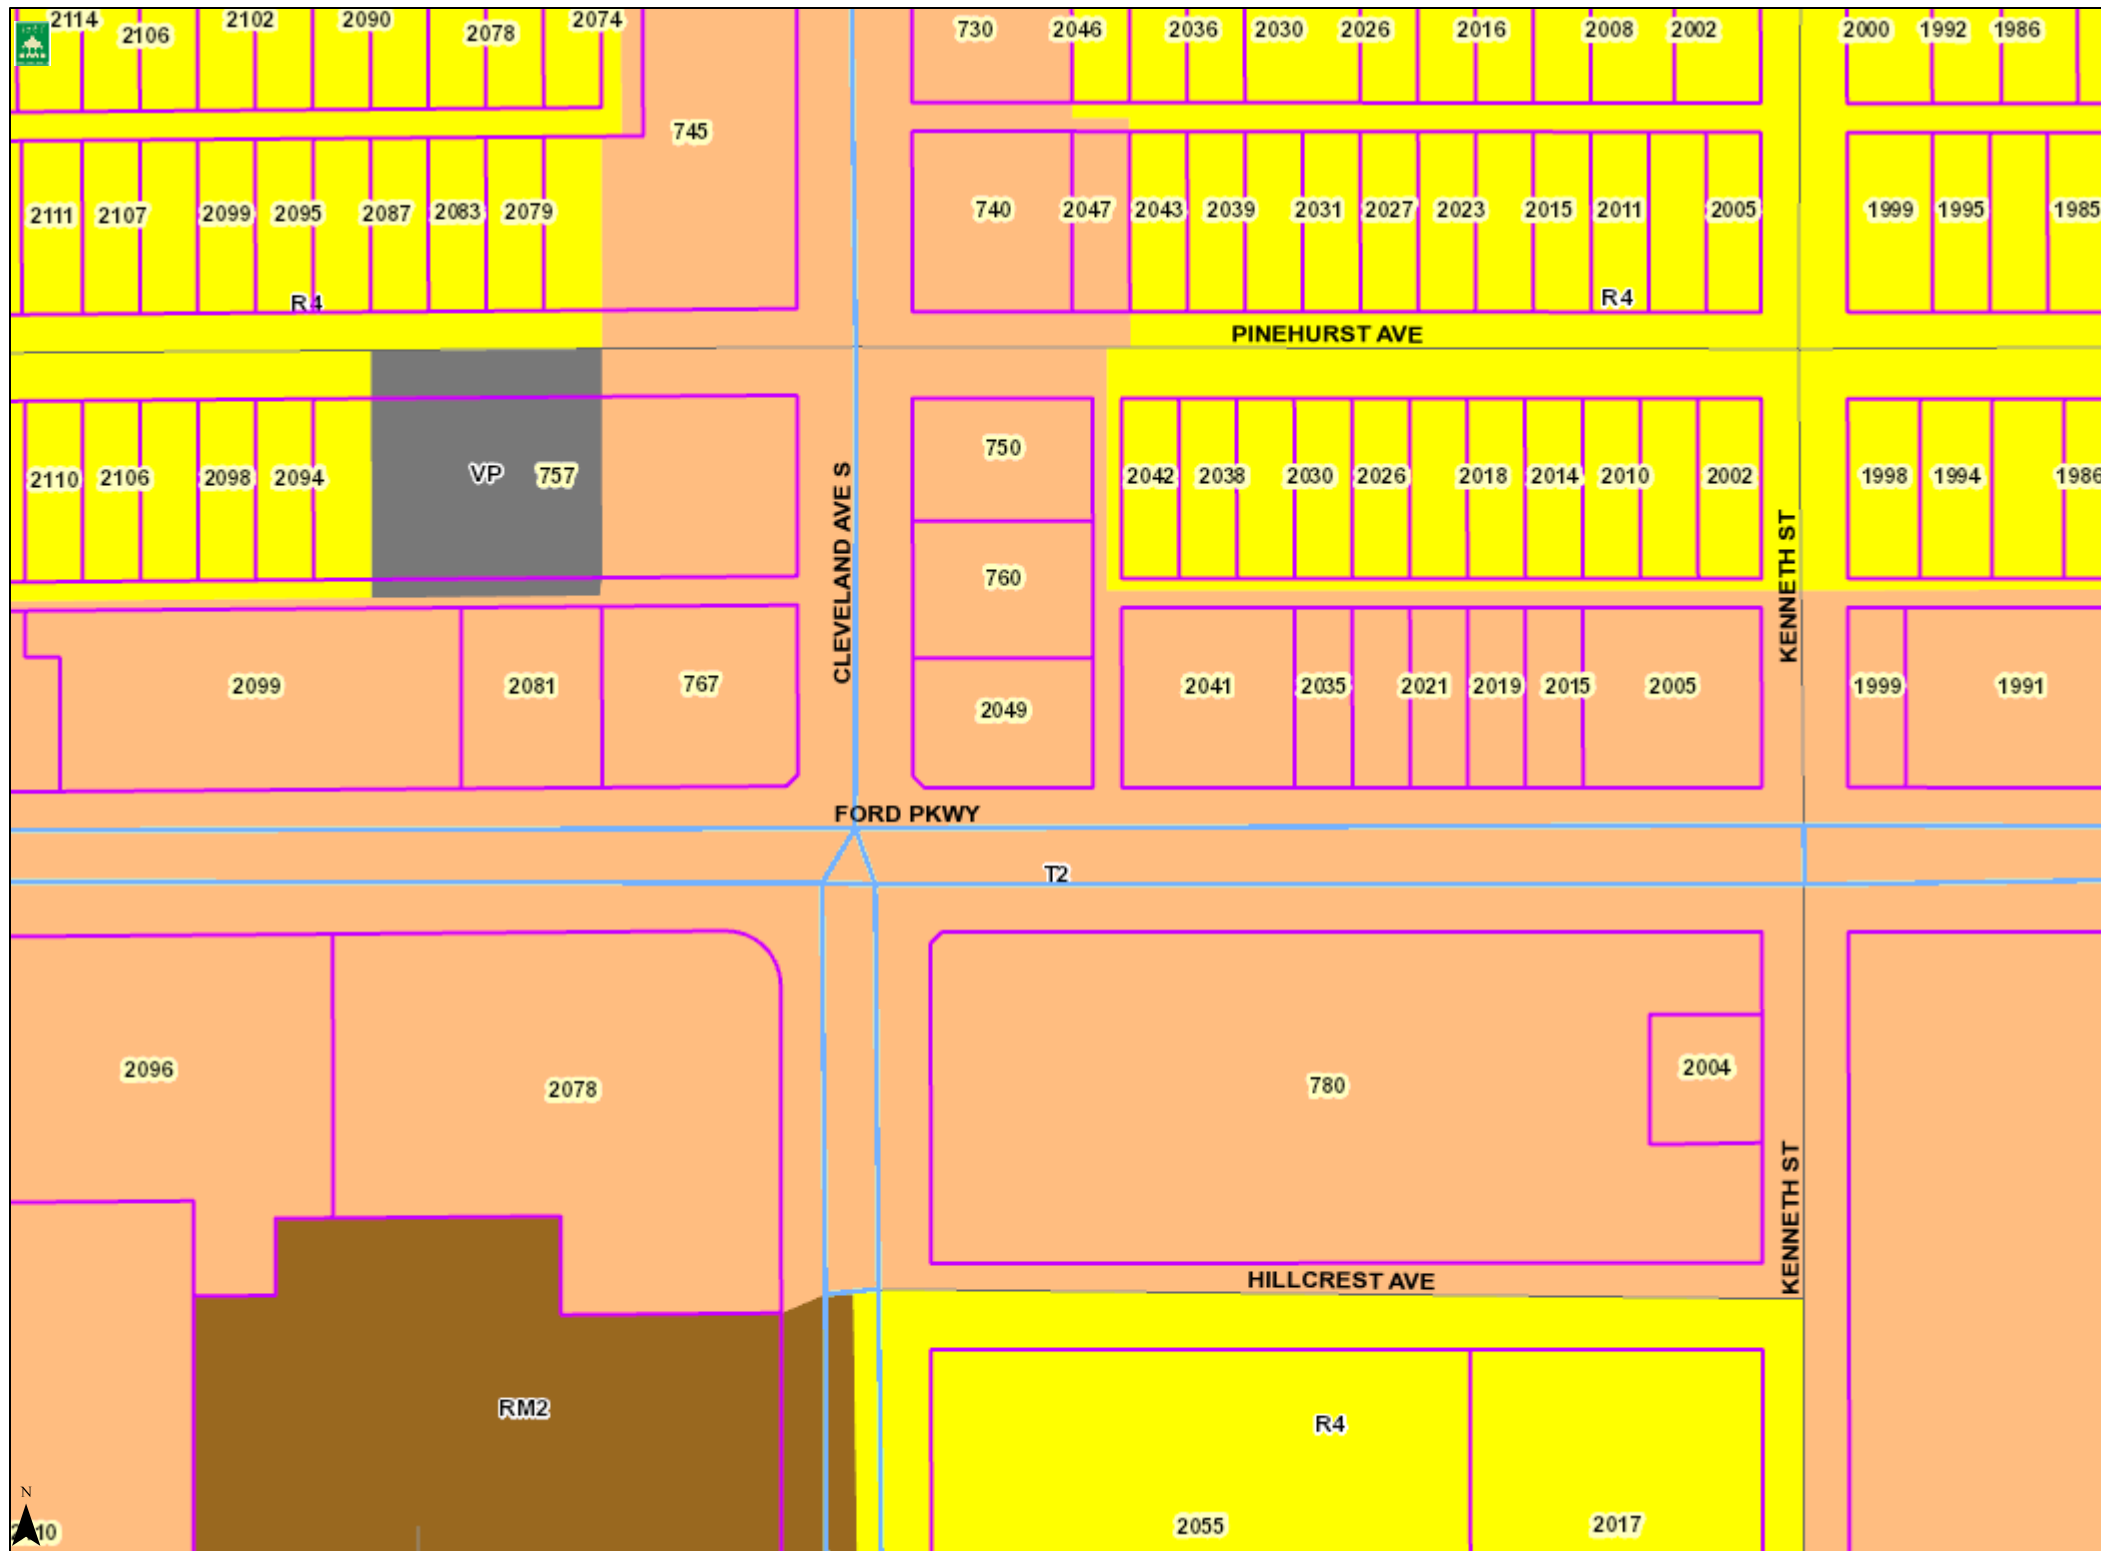 2114 2106 2102 2090 2078 2074 730 2046 2036 2030 2026 2016 2008 2002 2000 1992 1986
745
2111 2107 2099 2095 2087 2083 2079 740 2047 2043 2039 2031 2027 2023 2015 2011 2005 1999 1995 1985
R4 R4
PINEHURST AVE
750
2110 2106 2098 2094 VP 757 2042 2038 2030 2026 2018 2014 2010 2002 1998 1994 1986
CLEVELAND AVE S
KENNETH ST
760
2099 2081 767 2041 2035 2021 2019 2015 2005 1999 1991
2049
FORD PKWY
T2
2096 2078 780 2004
KENNETH ST
HILLCREST AVE
RM2 R4
N
2055 2017